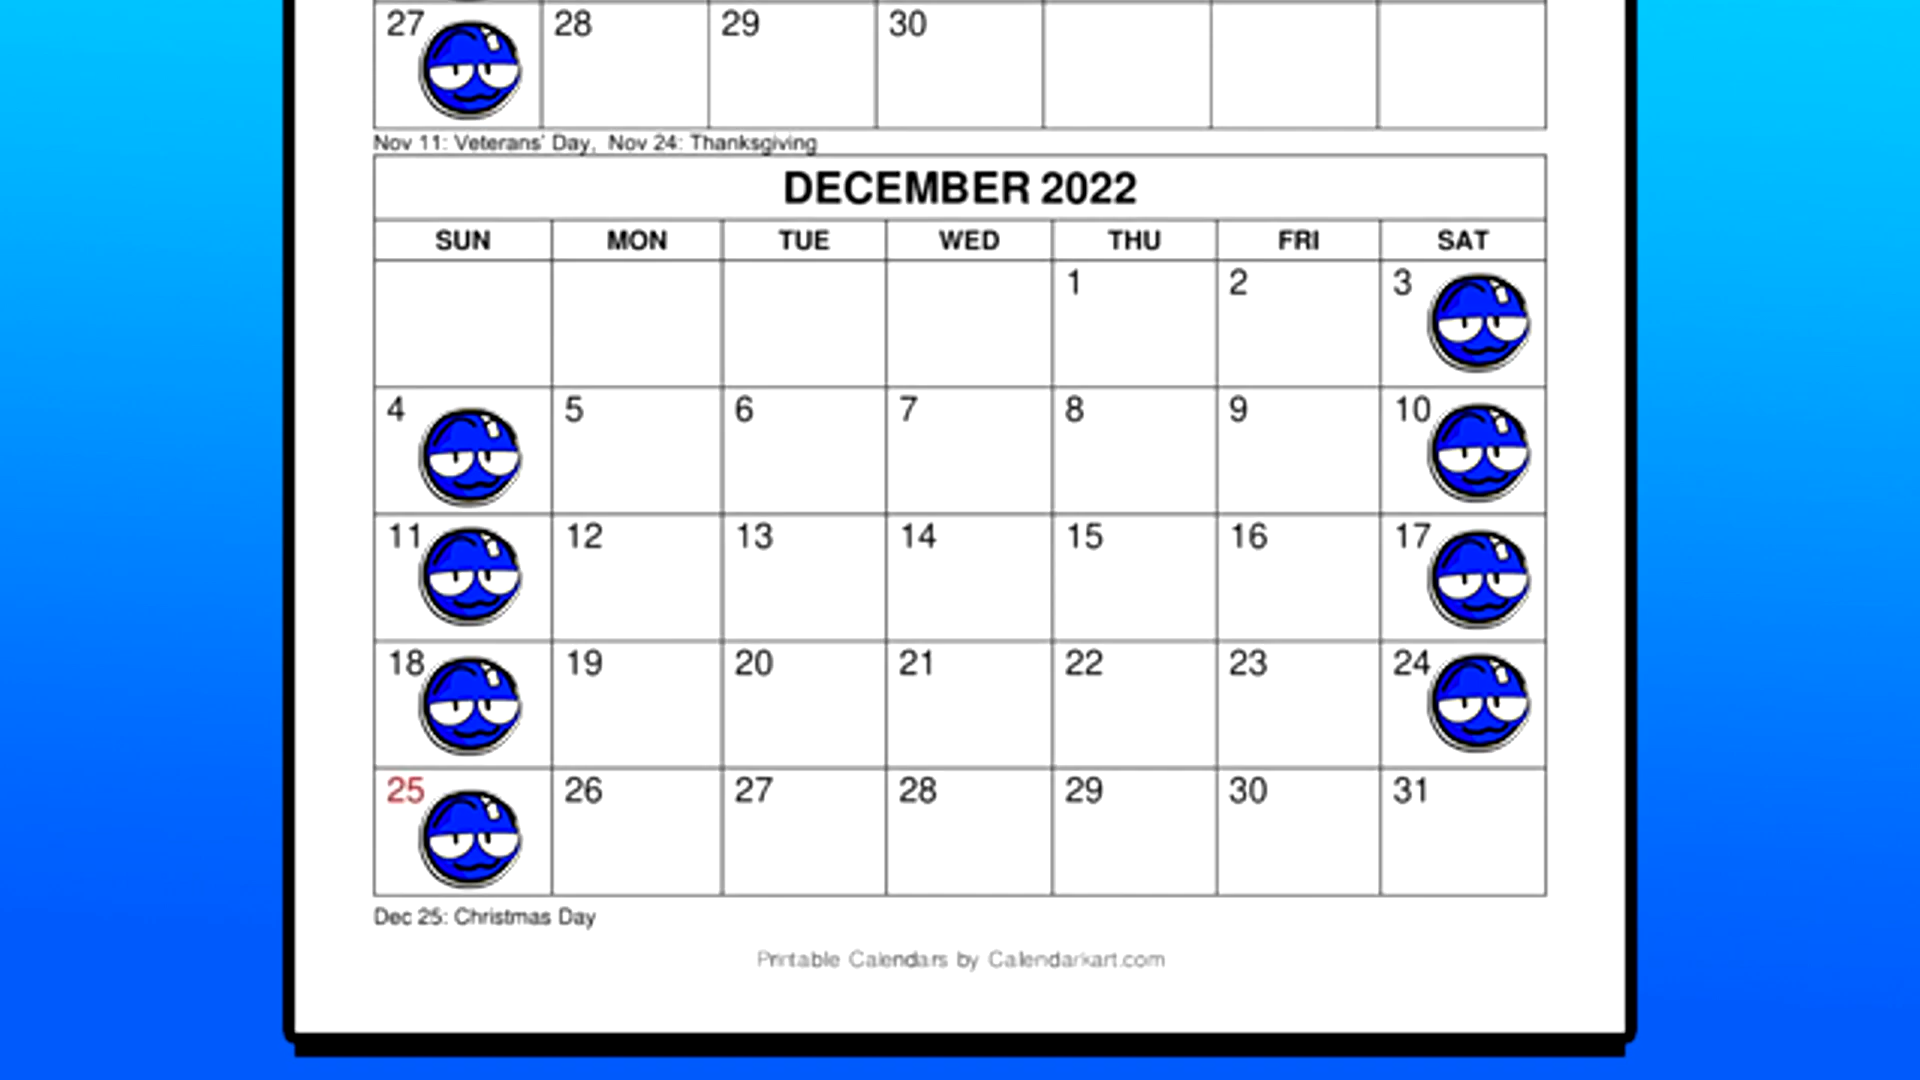 27 28 29 30
Nov 11: Veterans' Day, Nov 24: Thanksgiving
DECEMBER 2022
SUN MON TUE WED THU FRI SAT
1 2 3
4 5 6 7 8 9 10
11 12 13 14 15 16 17
18 19 20 21 22 23 24
25 26 27 28 29 30 31
Dec 25: Christmas Day
Printable Calendars by Calendarkart.com